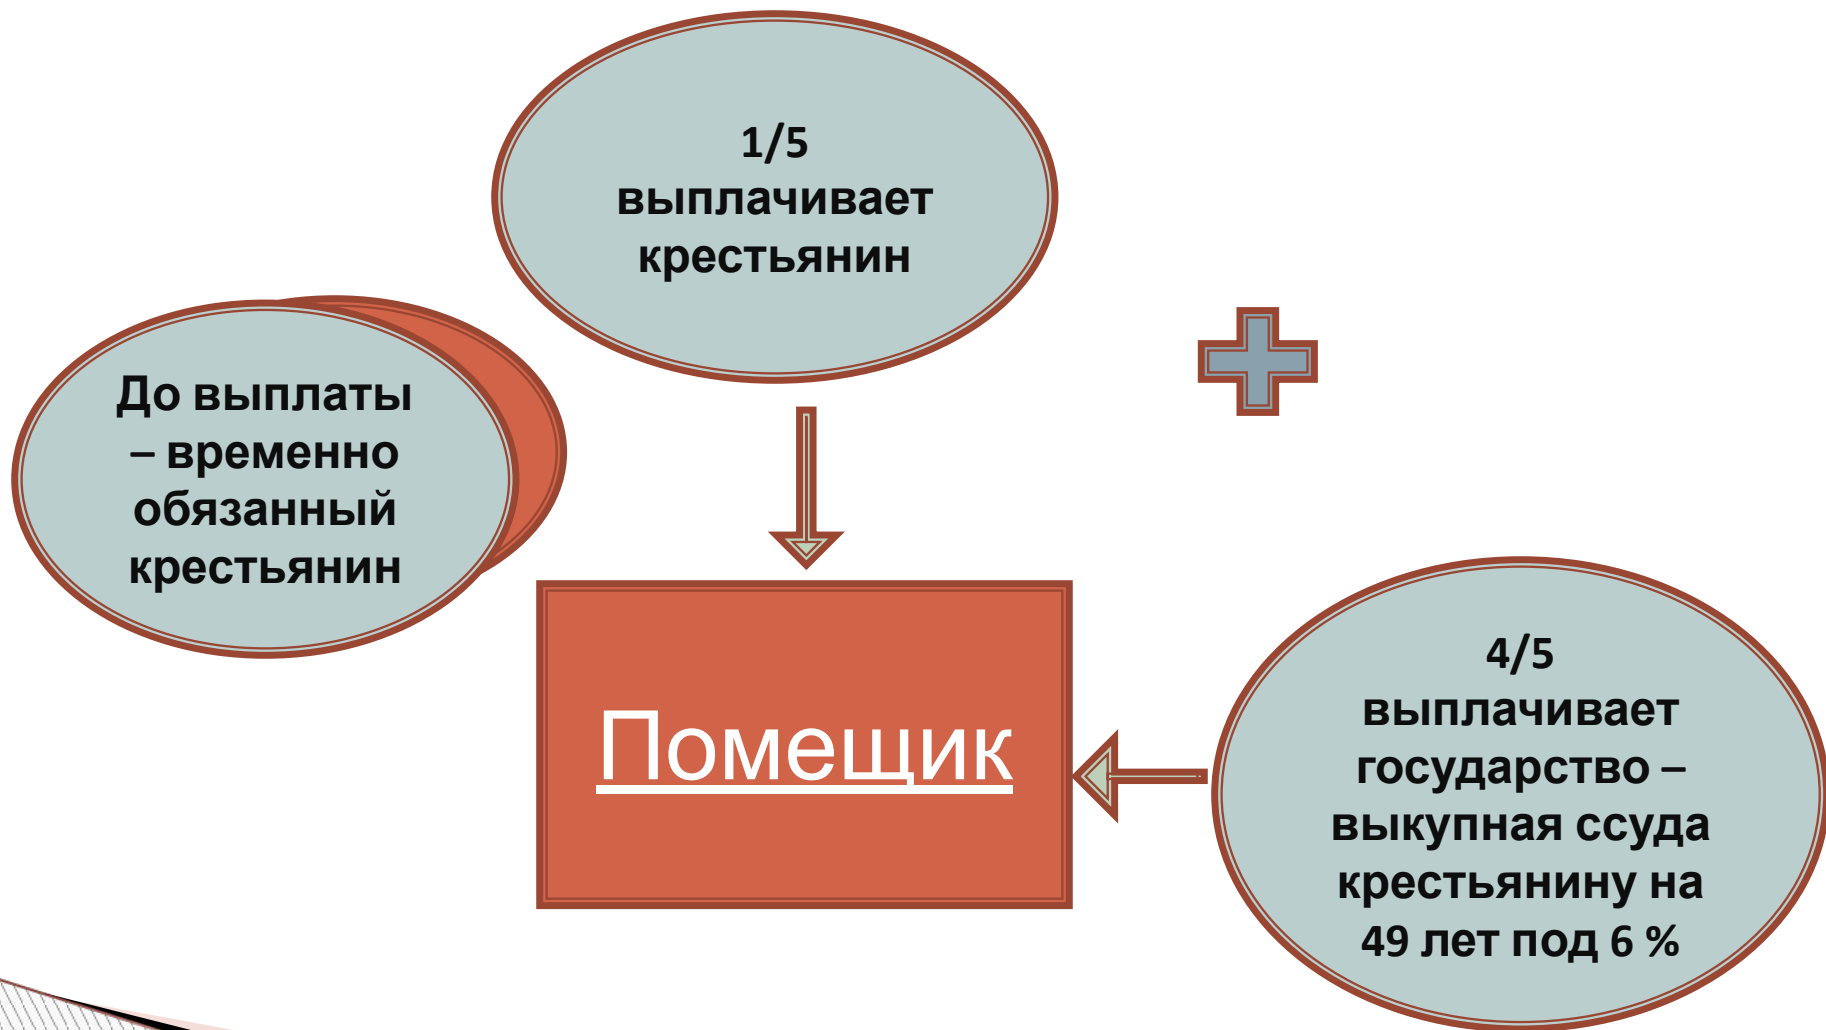 1/5
выплачивает
крестьянин
До выплаты
– временно
обязанный
крестьянин
Помещик
4/5
выплачивает
государство –
выкупная ссуда
крестьянину на
49 лет под 6 %